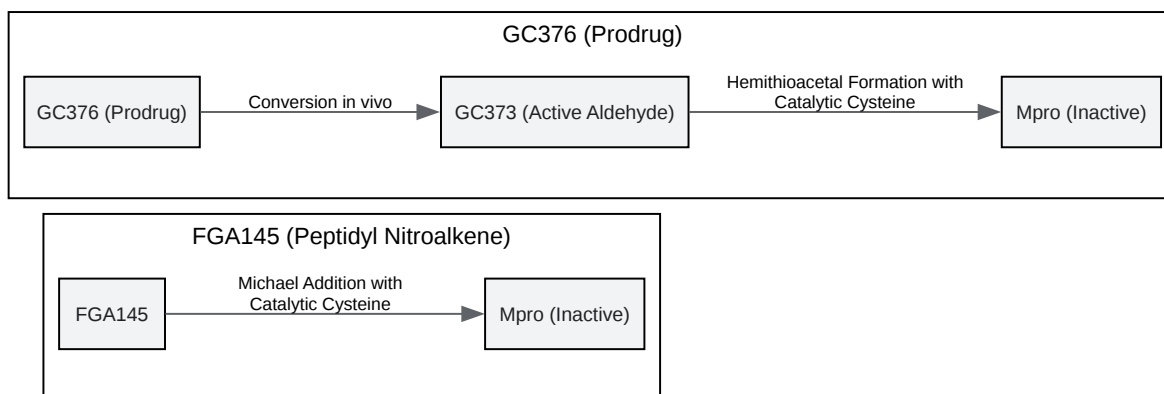 GC376 (Prodrug)
GC376 (Prodrug)
Conversion in vivo
GC373 (Active Aldehyde)
Hemithioacetal Formation with
Catalytic Cysteine
Mpro (Inactive)
FGA145 (Peptidyl Nitroalkene)
FGA145
Michael Addition with
Catalytic Cysteine
Mpro (Inactive)